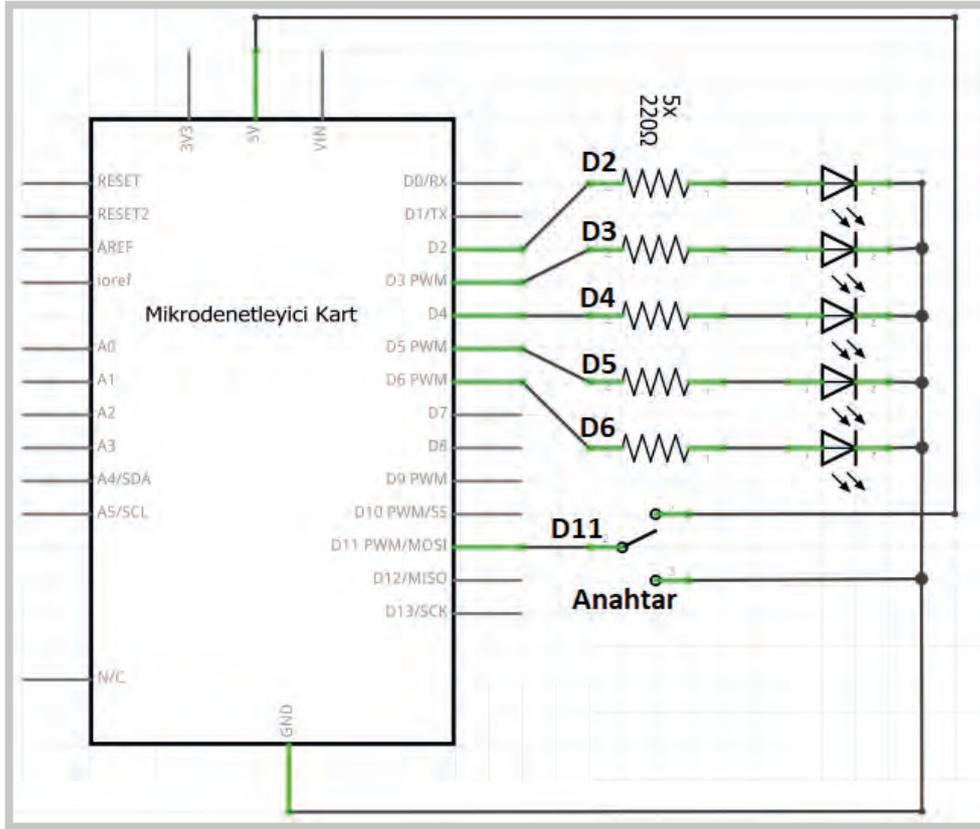 3V3
5V
VIN
5x
220Ω
RESET
RESET2
AREF
ioref
A0
A1
A2
A3
A4/SDA
A5/SCL
N/C
Mikrodenetleyici Kart
D0/RX
D1/TX
D2
D3 PWM
D4
D5 PWM
D6 PWM
D7
D8
D9 PWM
D10 PWM/SS
D11 PWM/MOSI
D12/MISO
D13/SCK
GND
D2
D3
D4
D5
D6
D11
Anahtar